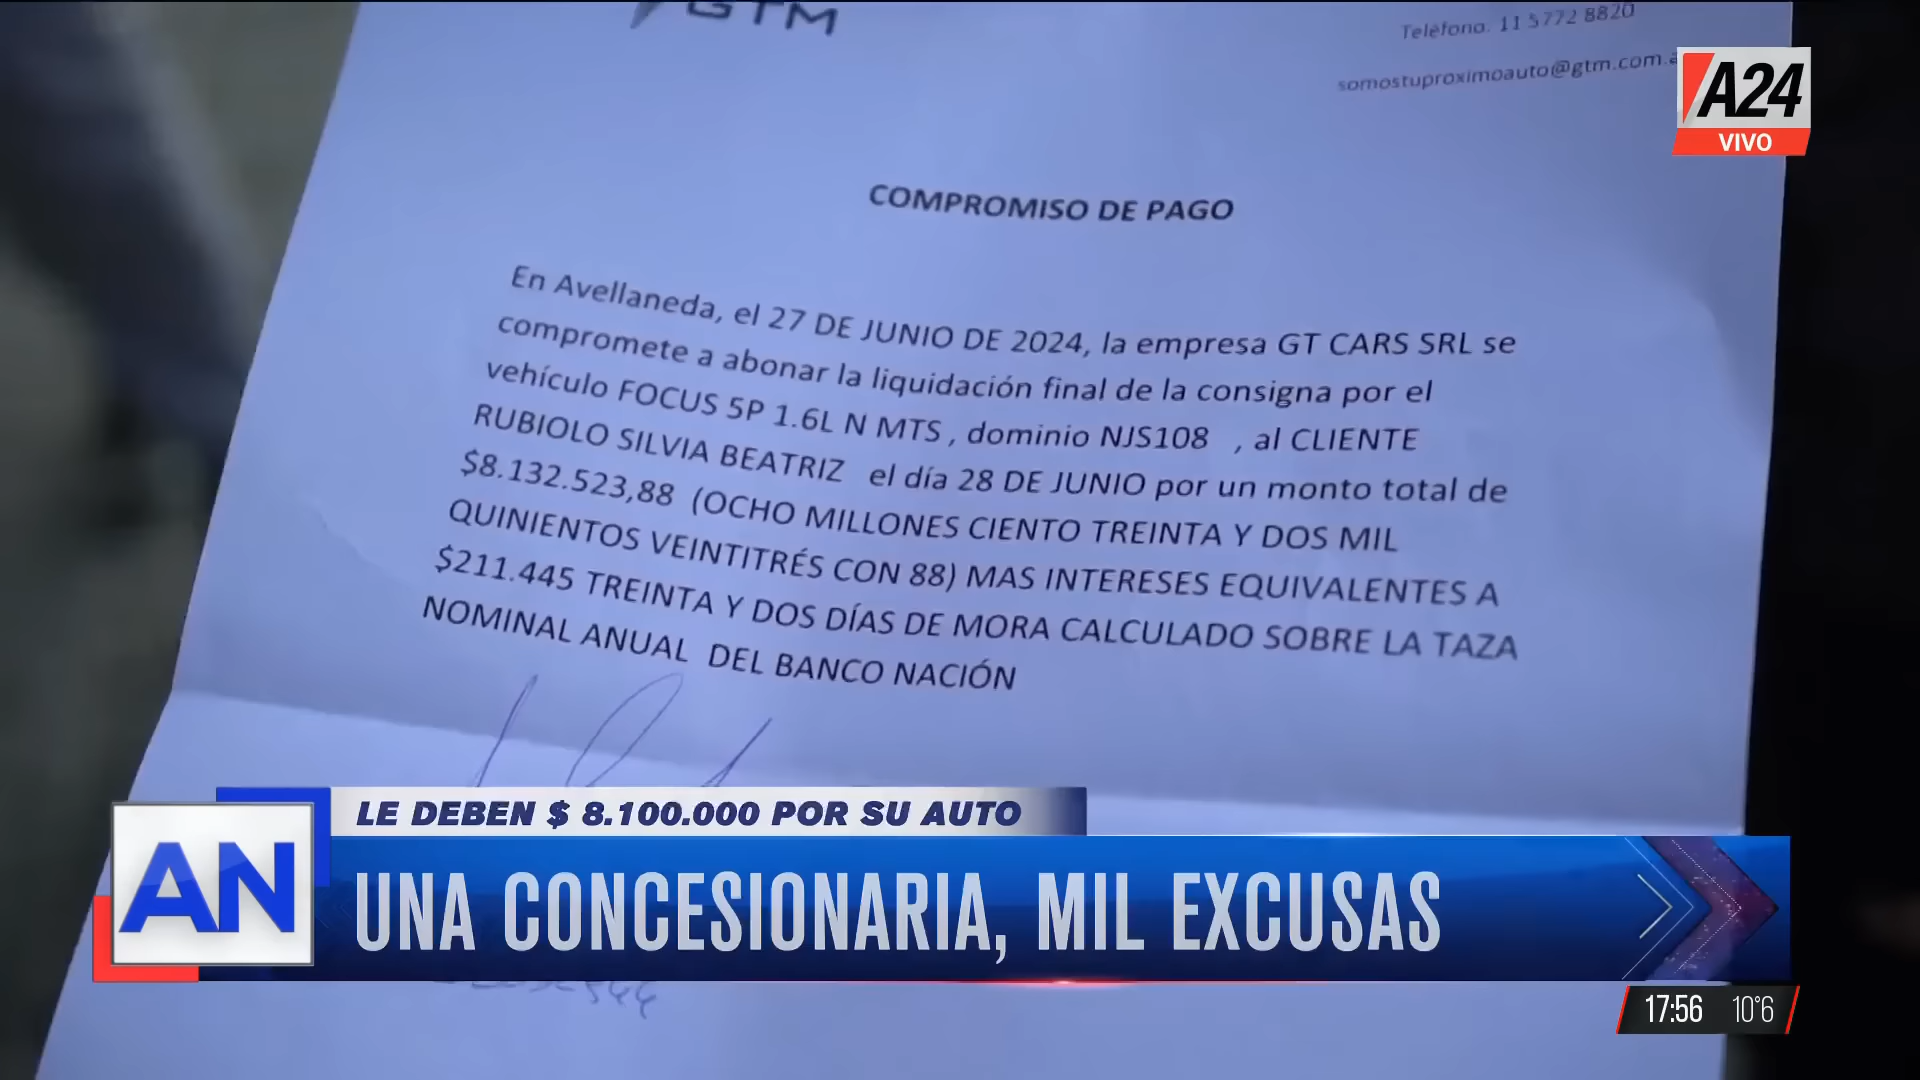 GTM
Teléfono. 11 5772 8820
somostuproximoauto@gtm.com.a
A24
VIVO
COMPROMISO DE PAGO
En Avellaneda, el 27 DE JUNIO DE 2024, la empresa GT CARS SRL se
compromete a abonar la liquidación final de la consigna por el
vehículo FOCUS 5P 1.6L N MTS , dominio NJS108 , al CLIENTE
RUBIOLO SILVIA BEATRIZ el día 28 DE JUNIO por un monto total de
$8.132.523,88 (OCHO MILLONES CIENTO TREINTA Y DOS MIL
QUINIENTOS VEINTITRÉS CON 88) MAS INTERESES EQUIVALENTES A
$211.445 TREINTA Y DOS DÍAS DE MORA CALCULADO SOBRE LA TAZA
NOMINAL ANUAL DEL BANCO NACIÓN
LE DEBEN $ 8.100.000 POR SU AUTO
AN
UNA CONCESIONARIA, MIL EXCUSAS
17:56 10°6